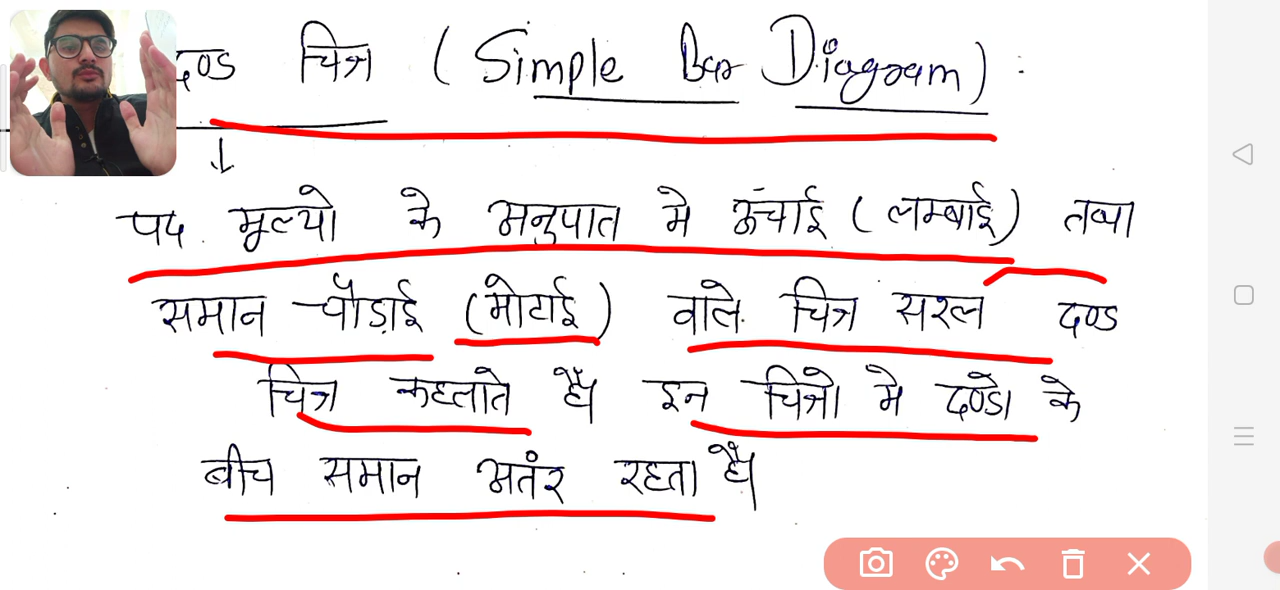 दण्ड चित्र (Simple Bar Diagram) :
पद मूल्यो के अनुपात मे ऊंचाई (लम्बाई) तथा
समान चौड़ाई (मोटाई) वाले चित्र सरल दण्ड
चित्र कहलाते है। इन चित्रो मे दण्डो के
बीच समान अतंर रहता है।